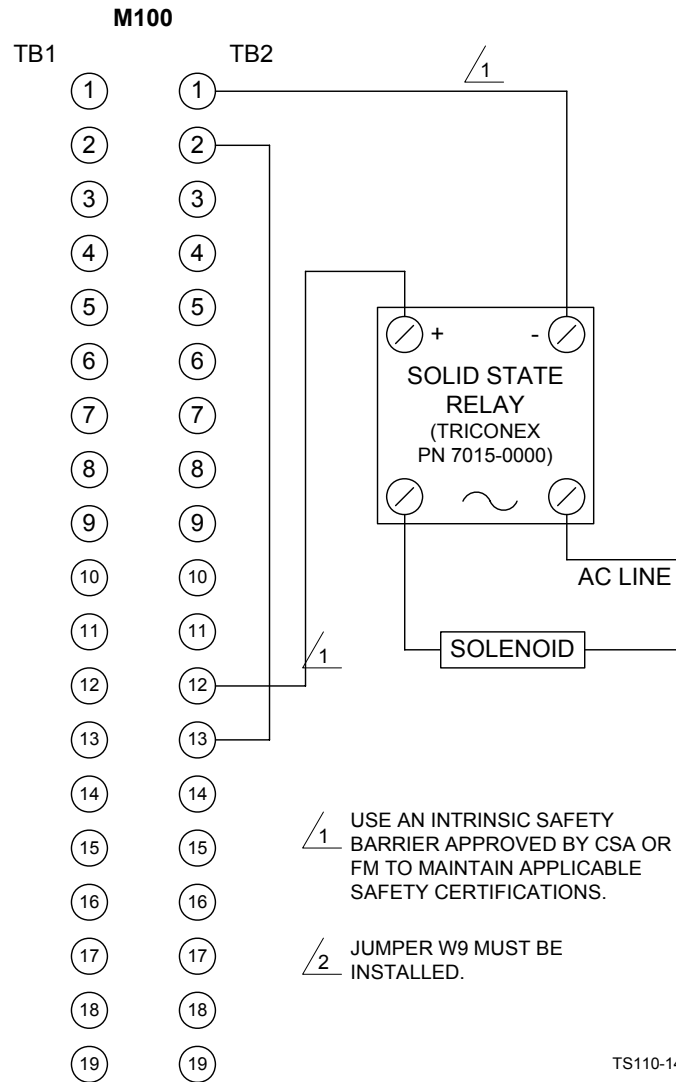 M100
TB1 TB2
1 1
2 2
3 3
4 4
5 5
6 6
7 7
8 8
9 9
10 10
11 11
12 12
13 13
14 14
15 15
16 16
17 17
18 18
19 19
1
+ -
SOLID STATE
RELAY
(TRICONEX
PN 7015-0000)
AC LINE
SOLENOID
1
1 USE AN INTRINSIC SAFETY
BARRIER APPROVED BY CSA OR
FM TO MAINTAIN APPLICABLE
SAFETY CERTIFICATIONS.
2 JUMPER W9 MUST BE
INSTALLED.
TS110-14